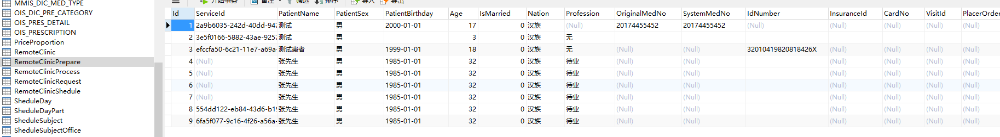 开始事务 备注 筛选 排序 导入 导出
MMIS_DIC_MED_TYPE
OIS_DIC_PRE_CATEGORY
OIS_PRES_DETAIL
OIS_PRESCRIPTION
PriceProportion
RemoteClinic
RemoteClinicPrepare
RemoteClinicProcess
RemoteClinicRequest
RemoteClinicShedule
SheduleDay
SheduleDayPart
SheduleSubject
SheduleSubjectOffice
Id ServiceId PatientName PatientSex PatientBirthday Age IsMarried Nation Profession OriginalMedNo SystemMedNo IdNumber InsuranceId CardNo VisitId PlacerOrder
1 2a9b6035-242d-40dd-947 测试 男 2000-01-01 17 0 汉族 (Null) 20174455452 20174455452 (Null) (Null) (Null) (Null) (Null)
2 3e5f0166-5882-43ae-9257 测试 男 3 0 汉族 无
3 efccfa50-6c21-11e7-a69a- 测试患者 男 1999-01-01 18 0 汉族 无 (Null) (Null) 32010419820818426X (Null) (Null) (Null) (Null)
4 (Null) 张先生 男 1985-01-01 32 0 汉族 待业 (Null) (Null) (Null) (Null) (Null) (Null)
5 (Null) 张先生 男 1985-01-01 32 0 汉族 待业 (Null) (Null) (Null) (Null) (Null) (Null)
6 (Null) 张先生 男 1985-01-01 32 0 汉族 待业 (Null) (Null) (Null) (Null) (Null) (Null)
7 (Null) 张先生 男 1985-01-01 32 0 汉族 待业 (Null) (Null) (Null) (Null) (Null) (Null)
8 554dd122-eb84-43d6-b19 张先生 男 1985-01-01 32 0 汉族 待业 (Null) (Null) (Null) (Null) (Null) (Null)
9 6fa5f077-9c16-4f26-a56a- 张先生 男 1985-01-01 32 0 汉族 待业 (Null) (Null) (Null) (Null) (Null) (Null)